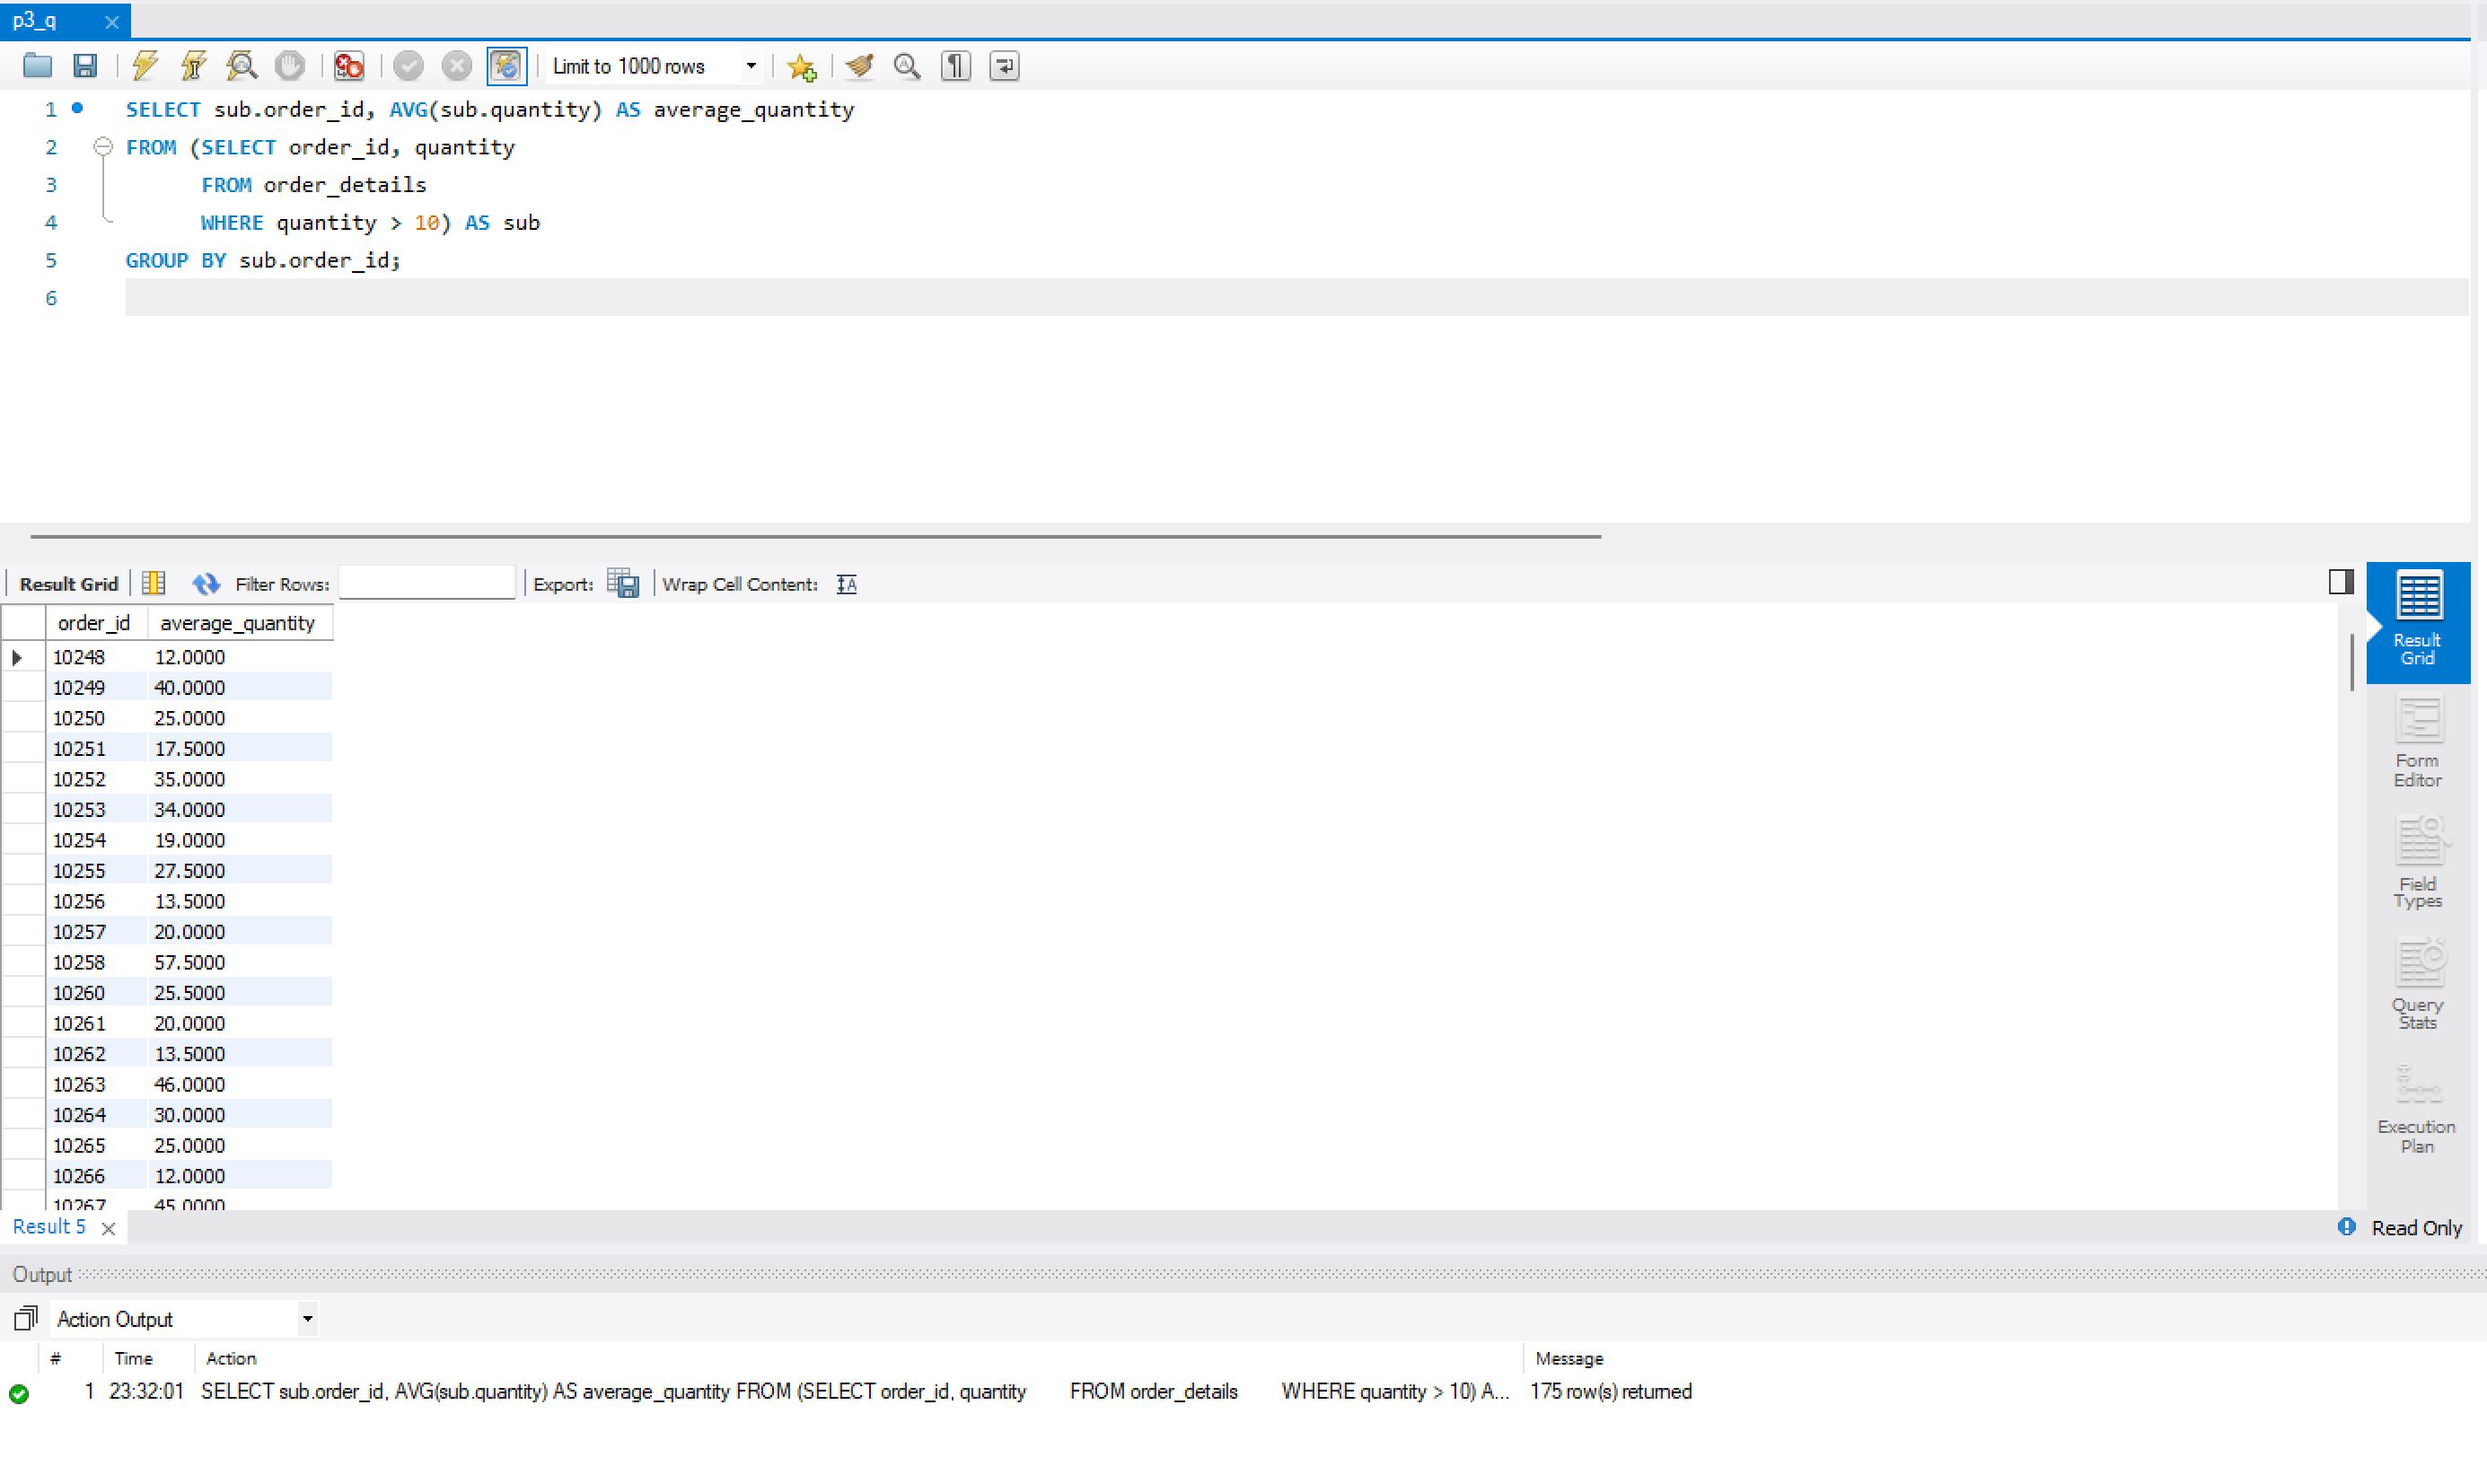 p3_q
Limit to 1000 rows
1 SELECT sub.order_id, AVG(sub.quantity) AS average_quantity
2 FROM (SELECT order_id, quantity
3 FROM order_details
4 WHERE quantity > 10) AS sub
5 GROUP BY sub.order_id;
6
Result Grid Filter Rows: Export: Wrap Cell Content:
order_id average_quantity
10248 12.0000
10249 40.0000
10250 25.0000
10251 17.5000
10252 35.0000
10253 34.0000
10254 19.0000
10255 27.5000
10256 13.5000
10257 20.0000
10258 57.5000
10260 25.5000
10261 20.0000
10262 13.5000
10263 46.0000
10264 30.0000
10265 25.0000
10266 12.0000
10267 45.0000
Result
Grid
Form
Editor
Field
Types
Query
Stats
Execution
Plan
Result 5 Read Only
Output
Action Output
# Time Action Message
1 23:32:01 SELECT sub.order_id, AVG(sub.quantity) AS average_quantity FROM (SELECT order_id, quantity FROM order_details WHERE quantity > 10) A... 175 row(s) returned